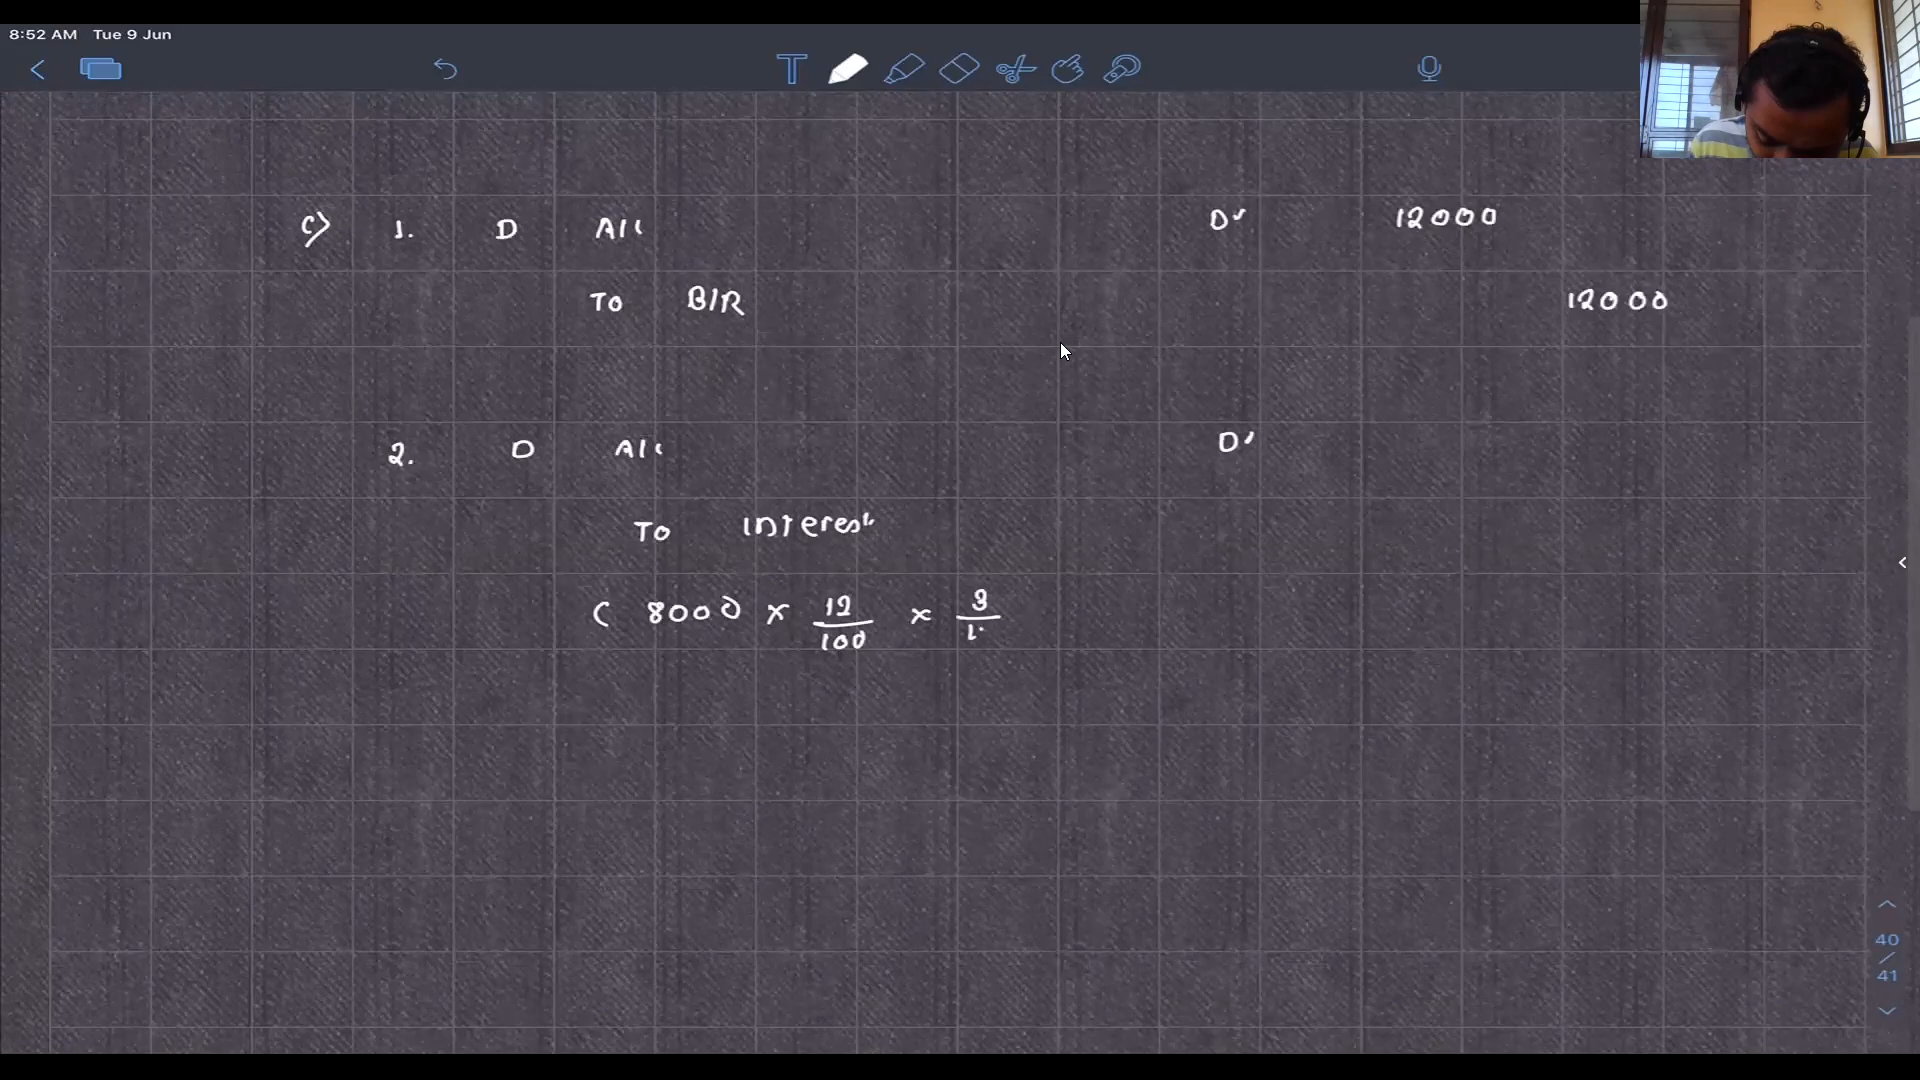 8:52 AM Tue 9 Jun
c) 1. D A/c Dr 12000
To B/R 12000
2. D A/c Dr
To Interest
( 8000 x 12/100 x 3/1
40
/
41